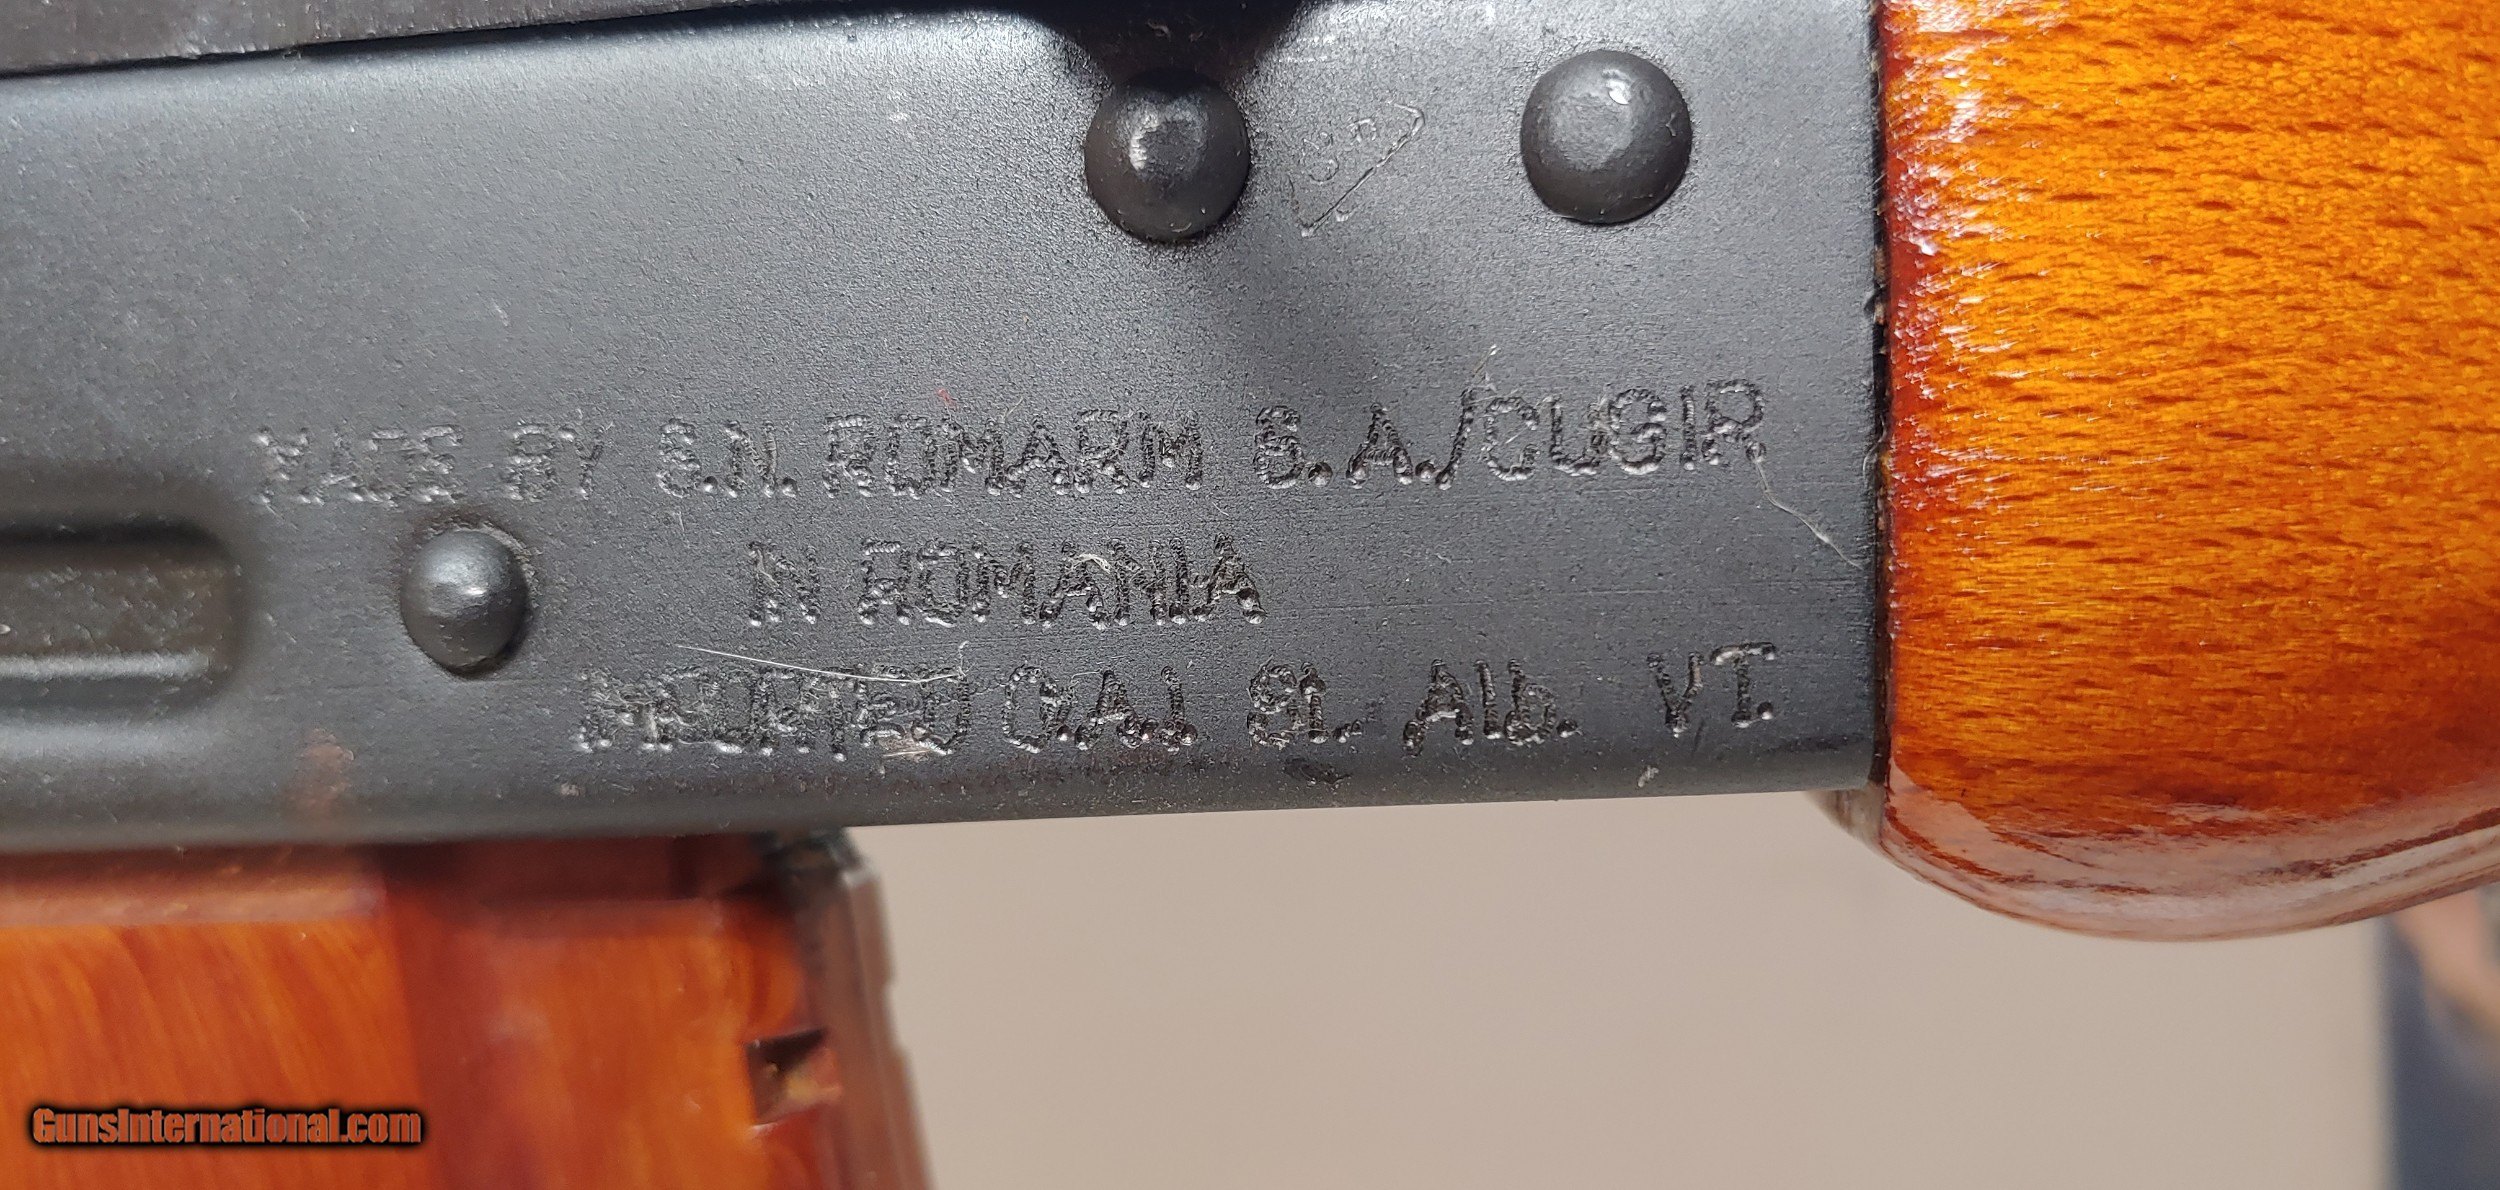 MADE BY S.N. ROMARM S.A./CUGIR
IN ROMANIA
IMPORTED C.A.I. St. Alb. VT.
GunsInternational.com